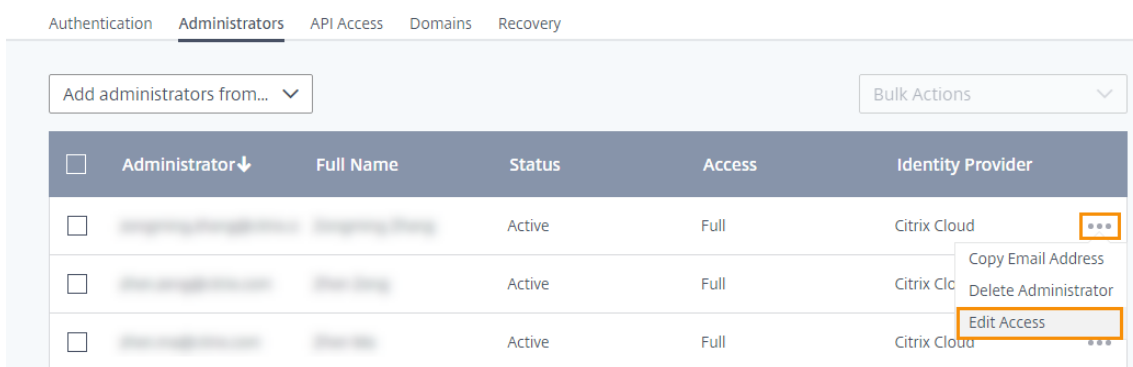 Authentication Administrators API Access Domains Recovery
Add administrators from... Bulk Actions
Administrator Full Name Status Access Identity Provider
Active Full Citrix Cloud
Copy Email Address
Active Full Citrix Clo
Delete Administrator
Edit Access
Active Full Citrix Cloud